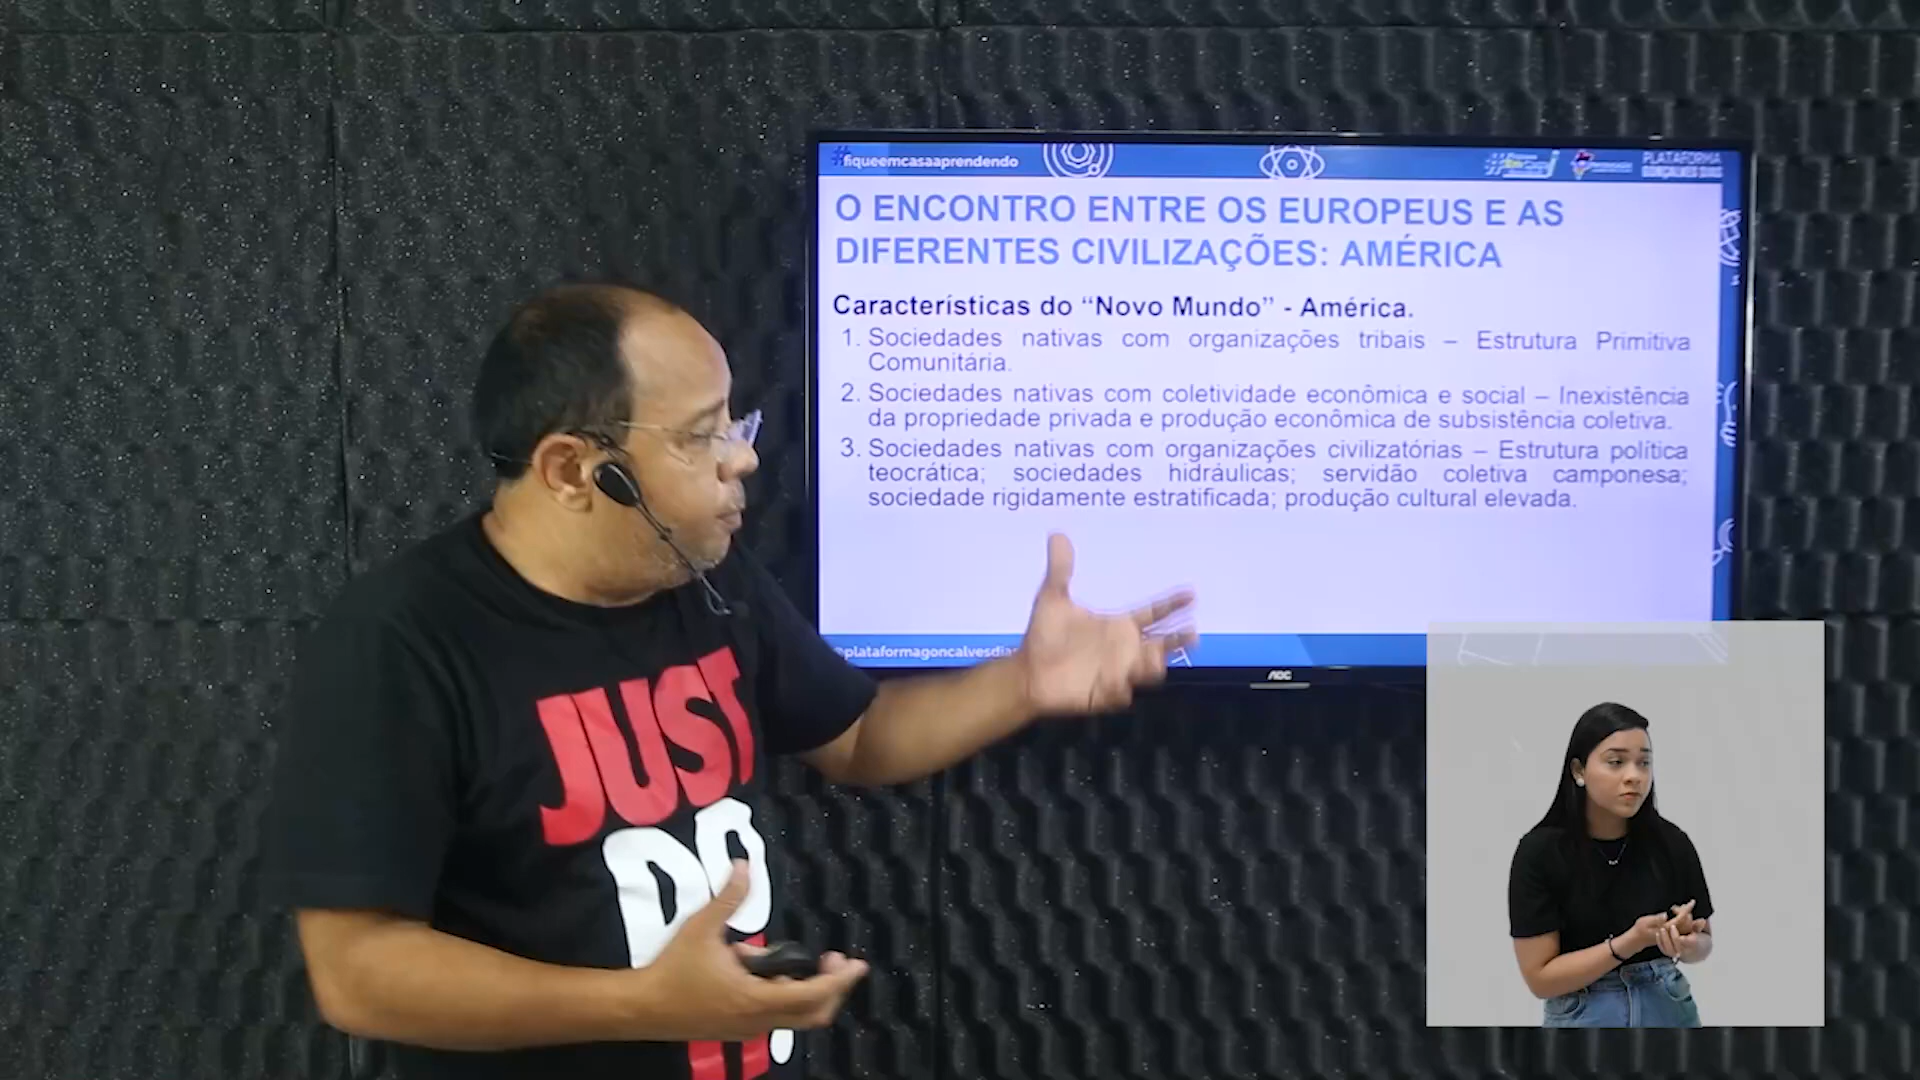 #fiqueemcasaaprendendo
PLATAFORMA
GONÇALVES DIAS
O ENCONTRO ENTRE OS EUROPEUS E AS
DIFERENTES CIVILIZAÇÕES: AMÉRICA
Características do “Novo Mundo” - América.
1. Sociedades nativas com organizações tribais – Estrutura Primitiva
Comunitária.
2. Sociedades nativas com coletividade econômica e social – Inexistência
da propriedade privada e produção econômica de subsistência coletiva.
3. Sociedades nativas com organizações civilizatórias – Estrutura política
teocrática; sociedades hidráulicas; servidão coletiva camponesa;
sociedade rigidamente estratificada; produção cultural elevada.
@plataformagoncalvesdias
AOC
JUST
DO
IT.